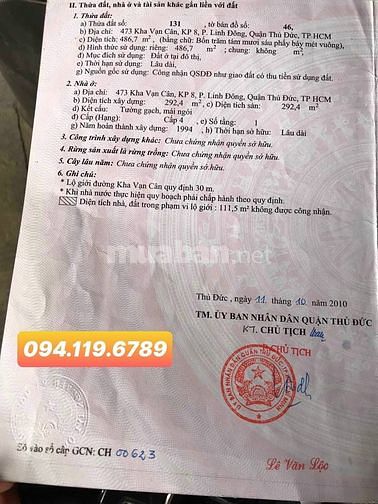 II. Thửa đất, nhà ở và tài sản khác gắn liền với đất
1. Thửa đất:
a) Thửa đất số: 131, tờ bản đồ số: 46,
b) Địa chỉ: 473 Kha Vạn Cân, KP 8, P. Linh Đông, Quận Thủ Đức, TP HCM
c) Diện tích: 486,7 m², (bằng chữ: Bốn trăm tám mươi sáu phẩy bảy mét vuông),
d) Hình thức sử dụng: riêng: 486,7 m²; chung: không m²,
đ) Mục đích sử dụng: Đất ở tại đô thị,
e) Thời hạn sử dụng: Lâu dài,
g) Nguồn gốc sử dụng: Công nhận QSDĐ như giao đất có thu tiền sử dụng đất.
2. Nhà ở:
a) Địa chỉ: 473 Kha Vạn Cân, KP 8, P. Linh Đông, Quận Thủ Đức, TP HCM
b) Diện tích xây dựng: 292,4 m², c) Diện tích sàn: 292,4 m²
d) Kết cấu: Tường gạch, mái ngói
đ) Cấp (Hạng): Cấp 4, e) Số tầng: 1
g) Năm hoàn thành xây dựng: 1994, h) Thời hạn sở hữu: Lâu dài
3. Công trình xây dựng khác: Chưa chứng nhận quyền sở hữu.
4. Rừng sản xuất là rừng trồng: Chưa chứng nhận quyền sở hữu.
5. Cây lâu năm: Chưa chứng nhận quyền sở hữu.
6. Ghi chú:
* Lộ giới đường Kha Vạn Cân quy định 30 m.
* Khi nhà nước thực hiện quy hoạch phải chấp hành theo quy định.
Diện tích nhà, đất trong phạm vi lộ giới : 111,5 m² không được công nhận.
muaban.net
Thủ Đức, ngày 11 tháng 10 năm 2010
TM. ỦY BAN NHÂN DÂN QUẬN THỦ ĐỨC
KT. CHỦ TỊCH
PHÓ CHỦ TỊCH
094.119.6789
Số vào sổ cấp GCN: CH 00623
Lê Văn Lộc